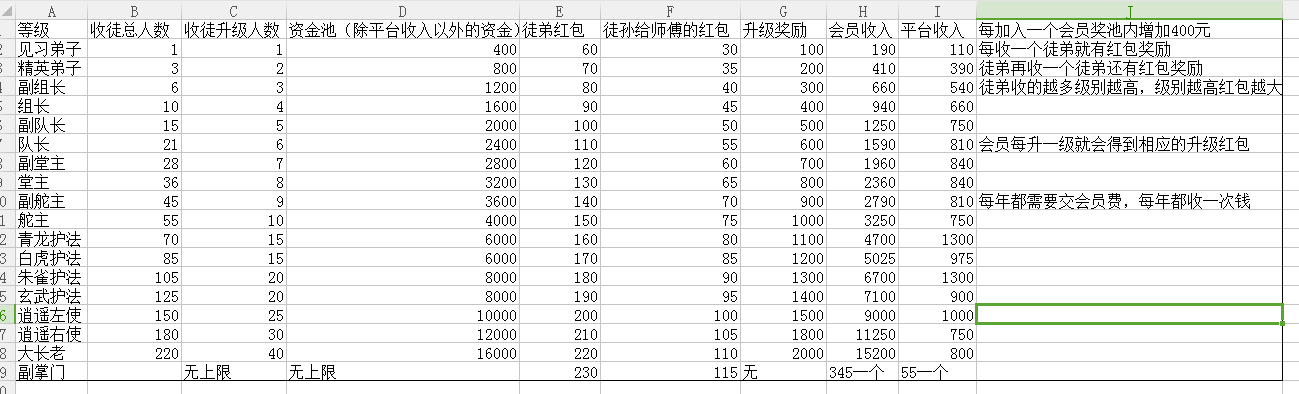 A B C D E F G H I J
等级 收徒总人数 收徒升级人数 资金池（除平台收入以外的资金） 徒弟红包 徒孙给师傅的红包 升级奖励 会员收入 平台收入 每加入一个会员奖池内增加400元
2 见习弟子 1 1 400 60 30 100 190 110 每收一个徒弟就有红包奖励
3 精英弟子 3 2 800 70 35 200 410 390 徒弟再收一个徒弟还有红包奖励
4 副组长 6 3 1200 80 40 300 660 540 徒弟收的越多级别越高，级别越高红包越大
5 组长 10 4 1600 90 45 400 940 660
6 副队长 15 5 2000 100 50 500 1250 750
7 队长 21 6 2400 110 55 600 1590 810 会员每升一级就会得到相应的升级红包
8 副堂主 28 7 2800 120 60 700 1960 840
9 堂主 36 8 3200 130 65 800 2360 840
0 副舵主 45 9 3600 140 70 900 2790 810 每年都需要交会员费，每年都收一次钱
1 舵主 55 10 4000 150 75 1000 3250 750
2 青龙护法 70 15 6000 160 80 1100 4700 1300
3 白虎护法 85 15 6000 170 85 1200 5025 975
4 朱雀护法 105 20 8000 180 90 1300 6700 1300
5 玄武护法 125 20 8000 190 95 1400 7100 900
6 逍遥左使 150 25 10000 200 100 1500 9000 1000
7 逍遥右使 180 30 12000 210 105 1800 11250 750
8 大长老 220 40 16000 220 110 2000 15200 800
9 副掌门 无上限 无上限 230 115 无 345一个 55一个